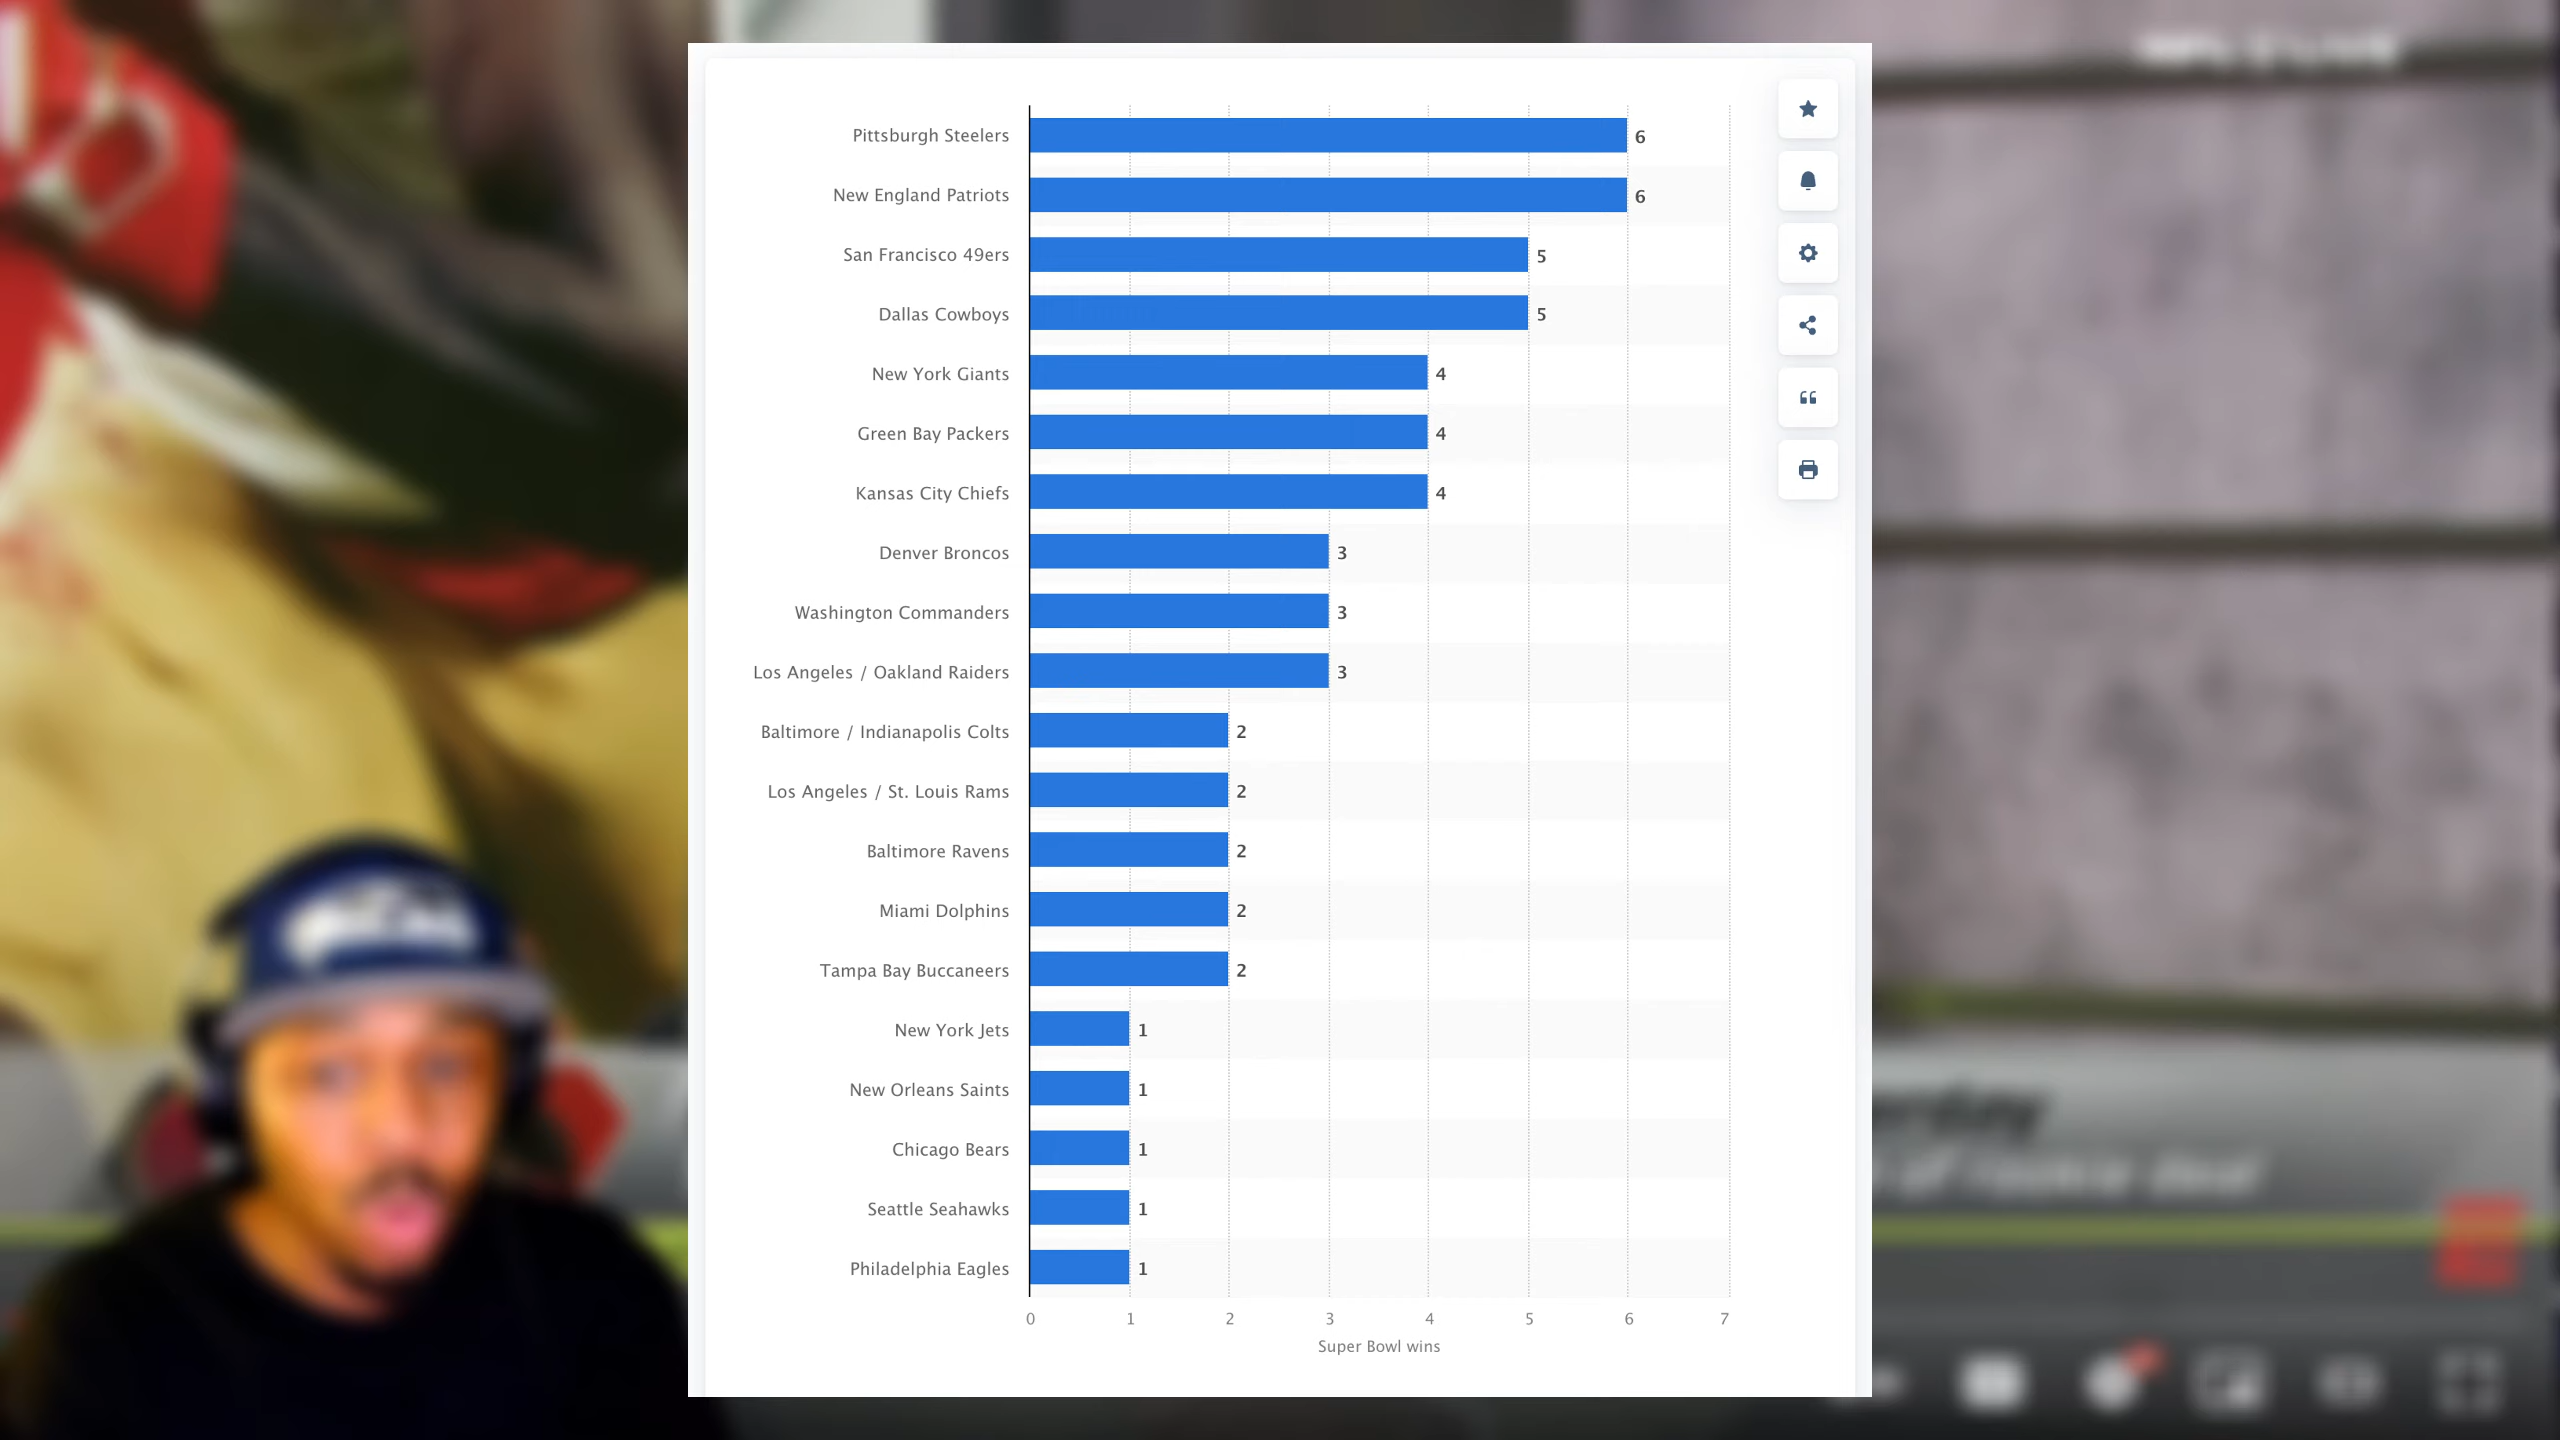 Pittsburgh Steelers 6
New England Patriots 6
San Francisco 49ers 5
Dallas Cowboys 5
New York Giants 4
Green Bay Packers 4
Kansas City Chiefs 4
Denver Broncos 3
Washington Commanders 3
Los Angeles / Oakland Raiders 3
Baltimore / Indianapolis Colts 2
Los Angeles / St. Louis Rams 2
Baltimore Ravens 2
Miami Dolphins 2
Tampa Bay Buccaneers 2
New York Jets 1
New Orleans Saints 1
Chicago Bears 1
Seattle Seahawks 1
Philadelphia Eagles 1
0 1 2 3 4 5 6 7
Super Bowl wins
of rookie deal